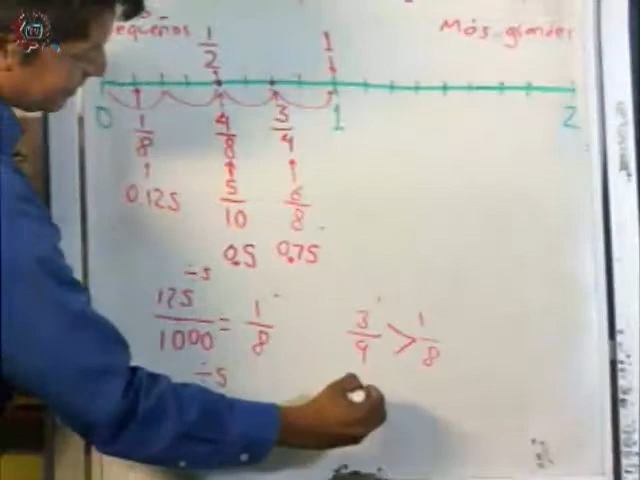 pequeños Más grandes
1/2 1
0 1 2
1/8 4/8 3/4
0.125 5/10 6/8
0.5 0.75
÷5
125/1000 = 1/8 3/4 > 1/8
÷5